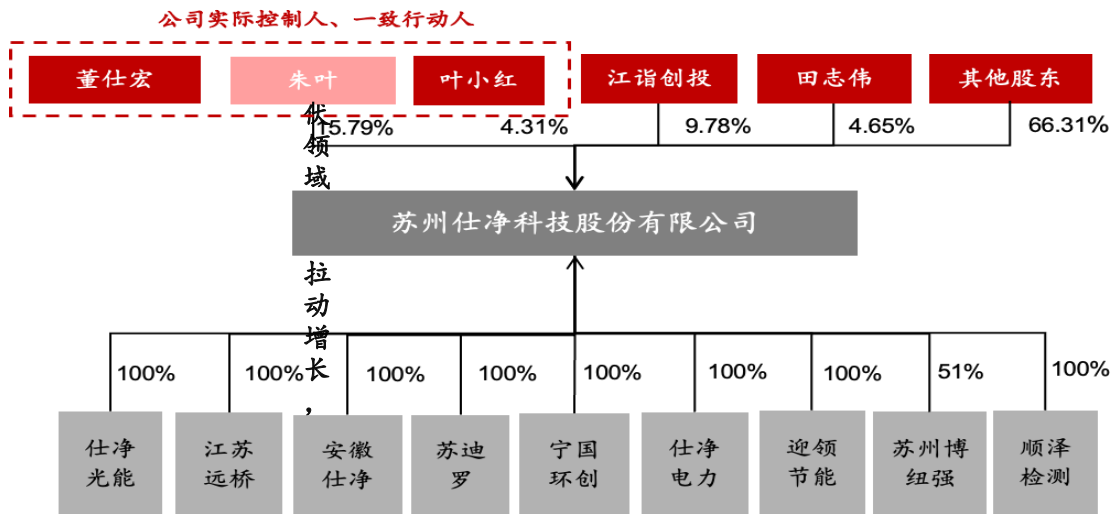 公司实际控制人、一致行动人
董仕宏
朱叶
叶小红
江诣创投
田志伟
其他股东
15.79%
4.31%
9.78%
4.65%
66.31%
伏领域
苏州仕净科技股份有限公司
拉动增长，
100%
100%
100%
100%
100%
100%
100%
51%
100%
仕净
光能
江苏
远桥
安徽
仕净
苏迪
罗
宁国
环创
仕净
电力
迎领
节能
苏州博
纽强
顺泽
检测